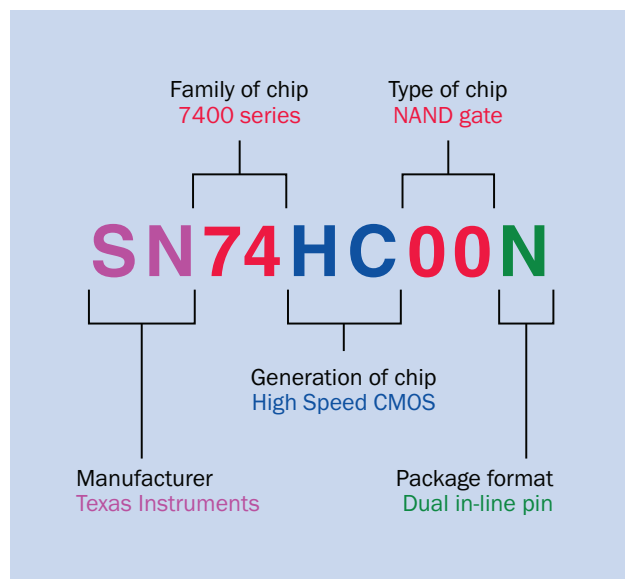 Family of chip
7400 series
Type of chip
NAND gate
SN74HC00N
Generation of chip
High Speed CMOS
Manufacturer
Texas Instruments
Package format
Dual in-line pin